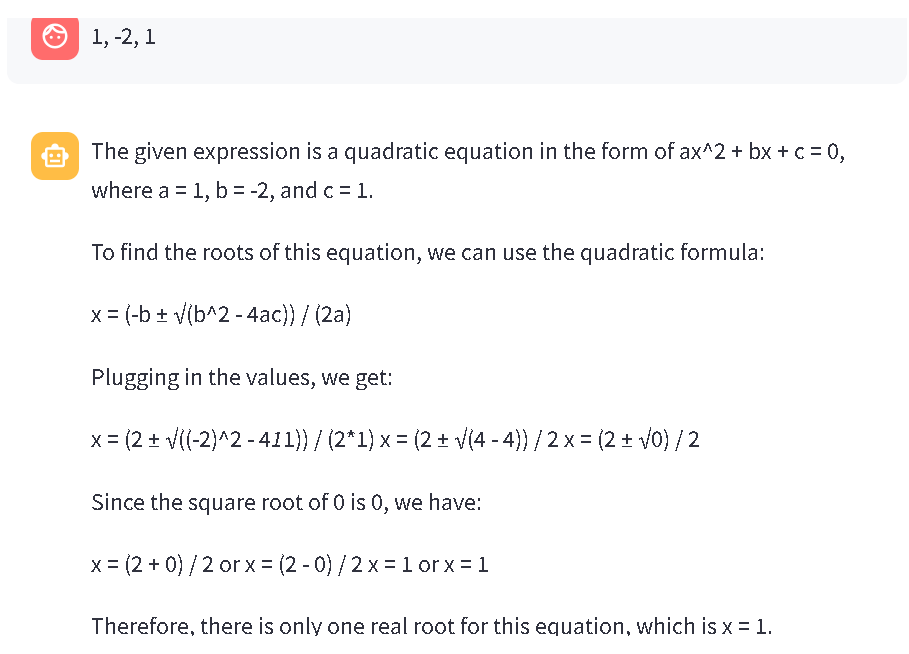 1, -2, 1
The given expression is a quadratic equation in the form of ax^2 + bx + c = 0,
where a = 1, b = -2, and c = 1.
To find the roots of this equation, we can use the quadratic formula:
x = (-b ± √(b^2 - 4ac)) / (2a)
Plugging in the values, we get:
x = (2 ± √((-2)^2 - 411)) / (2*1) x = (2 ± √(4 - 4)) / 2 x = (2 ± √0) / 2
Since the square root of 0 is 0, we have:
x = (2 + 0) / 2 or x = (2 - 0) / 2 x = 1 or x = 1
Therefore, there is only one real root for this equation, which is x = 1.